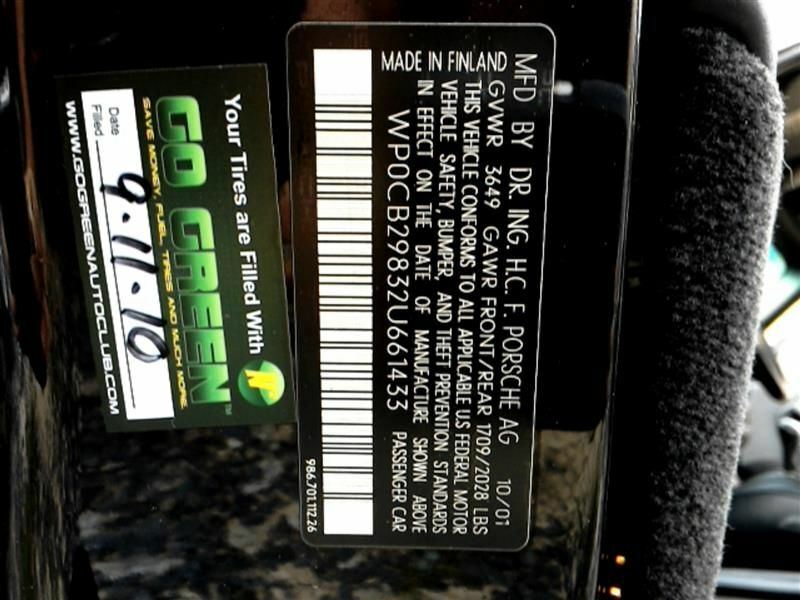 MFD BY DR. ING. H.C. F. PORSCHE AG 10/01
GVWR 3649 GAWR FRONT/REAR 1709/2028 LBS
THIS VEHICLE CONFORMS TO ALL APPLICABLE US FEDERAL MOTOR
VEHICLE SAFETY, BUMPER, AND THEFT PREVENTION STANDARDS
IN EFFECT ON THE DATE OF MANUFACTURE SHOWN ABOVE
MADE IN FINLAND
WP0CB29832U661433 PASSENGER CAR
986.701.112.26
Your Tires are Filled With
GO GREEN™
SAVE MONEY, FUEL, TIRES AND MUCH MORE.
Date
Filled 9.11.10
WWW.GOGREENAUTOCLUB.COM